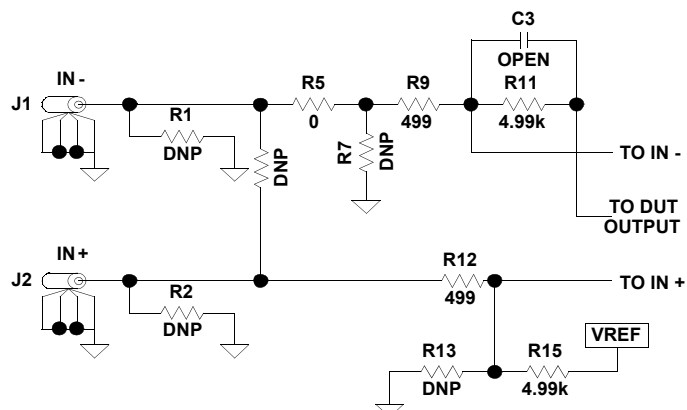 C3
OPEN
IN -
R5
R9
R11
J1
R1
0
499
4.99k
DNP
DNP
R7
DNP
TO IN -
TO DUT
OUTPUT
IN +
J2
R2
DNP
R12
499
TO IN +
VREF
R13
R15
DNP
4.99k